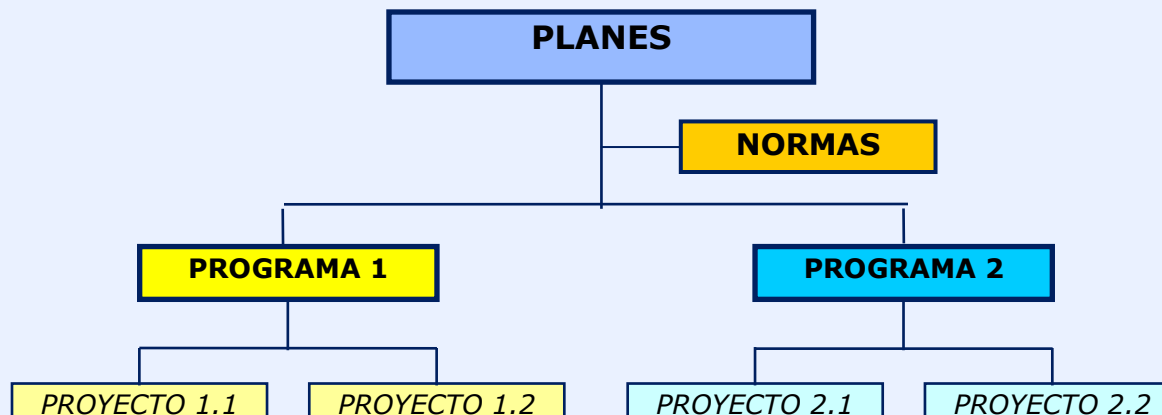 PLANES
NORMAS
PROGRAMA 1
PROGRAMA 2
PROYECTO 1.1
PROYECTO 1.2
PROYECTO 2.1
PROYECTO 2.2